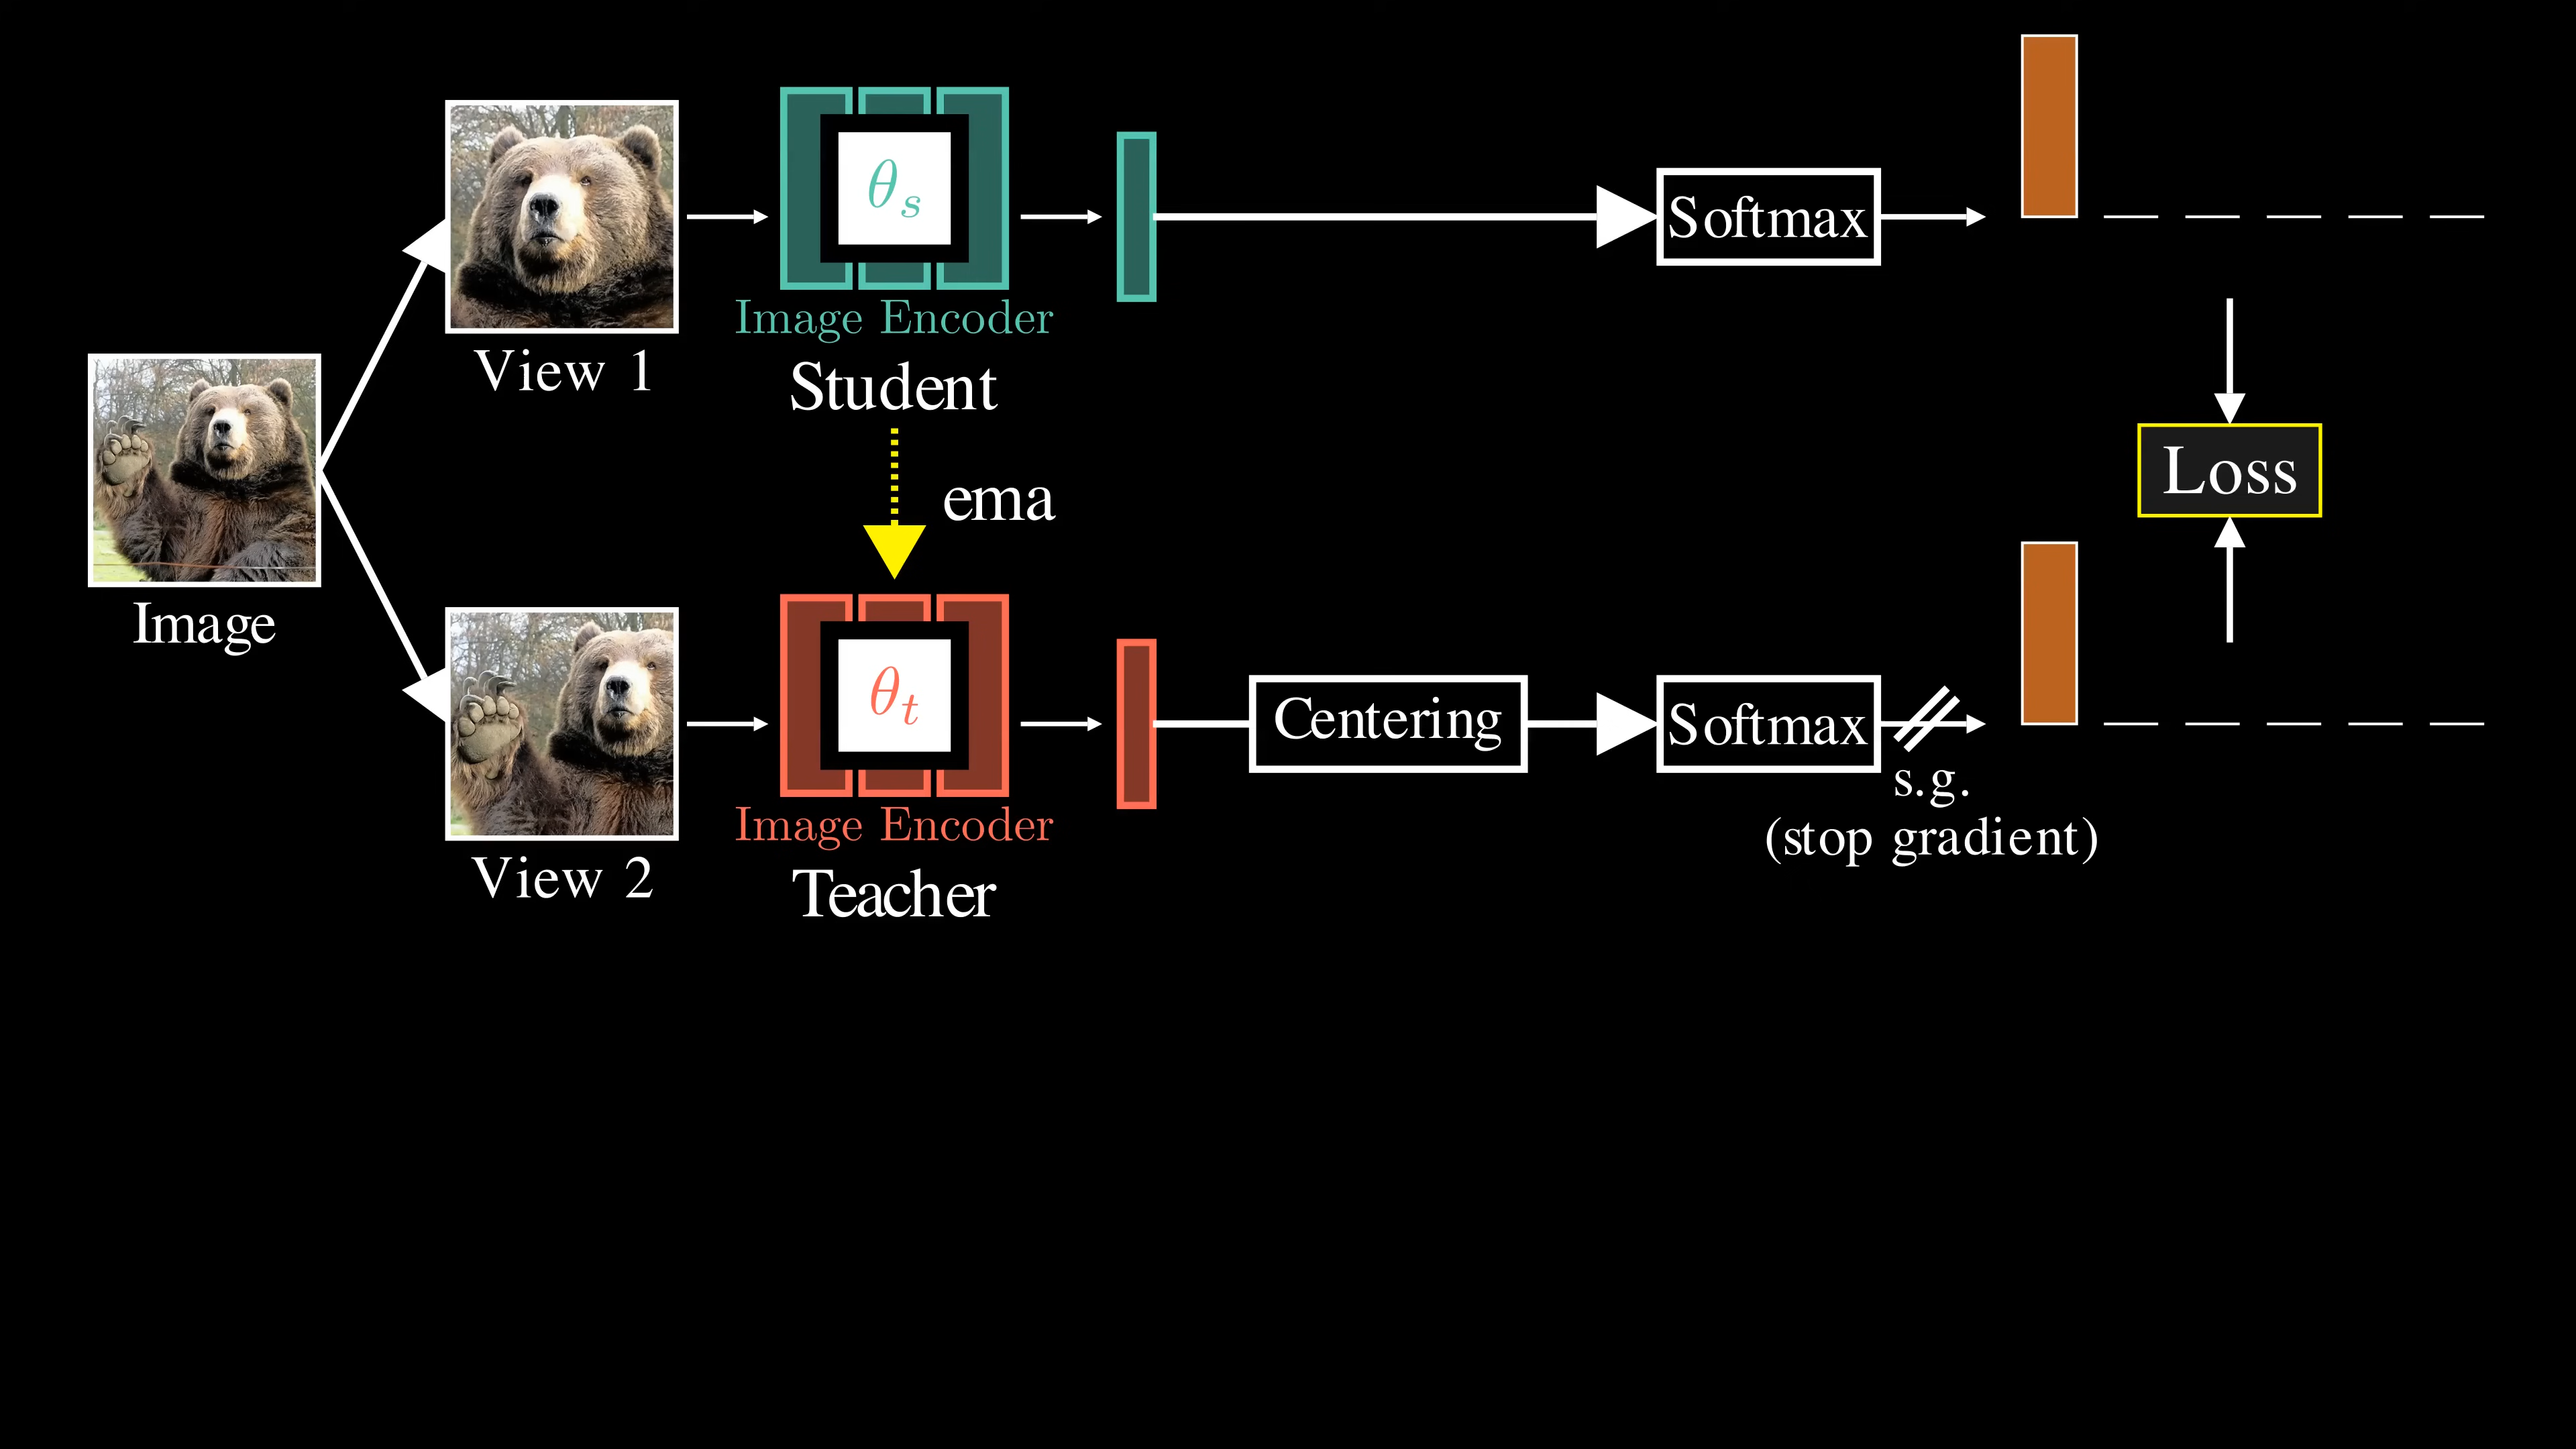 θs
Image Encoder
Student
View 1
Softmax
Image
ema
Loss
θt
Image Encoder
Teacher
View 2
Centering
Softmax
s.g.
(stop gradient)